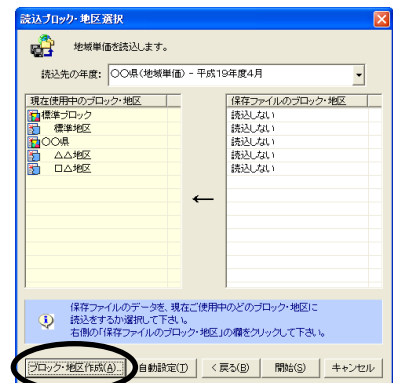 読込ブロック・地区選択
地域単価を読込します。
読込先の年度: 〇〇県(地域単価) - 平成19年度4月
現在使用中のブロック・地区
標準ブロック
標準地区
〇〇県
△△地区
□△地区
←
保存ファイルのブロック・地区
読込しない
読込しない
読込しない
読込しない
読込しない
保存ファイルのデータを、現在ご使用中のどのブロック・地区に
読込をするか選択して下さい。
右側の「保存ファイルのブロック・地区」の欄をクリックして下さい。
ブロック・地区作成(A)... 自動設定(T) < 戻る(B) 開始(S) キャンセル